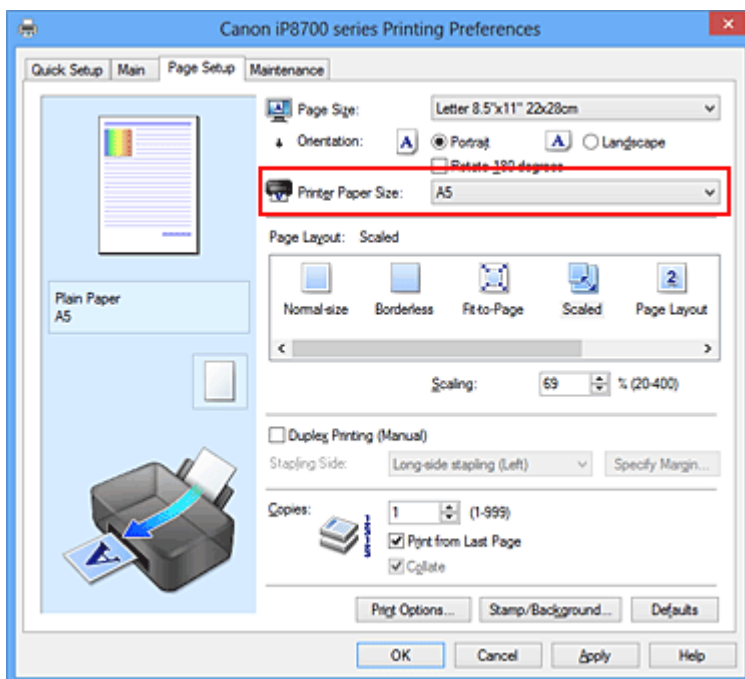 Canon iP8700 series Printing Preferences
Quick Setup Main Page Setup Maintenance
Page Size: Letter 8.5"x11" 22x28cm
Orientation: A Portrait A Landscape
Rotate 180 degrees
Printer Paper Size: A5
Page Layout: Scaled
Normal-size Borderless Fit-to-Page Scaled 2 Page Layout
Plain Paper
A5
Scaling: 69 % (20-400)
Duplex Printing (Manual)
Stapling Side: Long-side stapling (Left) Specify Margin...
Copies: 1 (1-999)
Print from Last Page
Collate
A
Print Options... Stamp/Background... Defaults
OK Cancel Apply Help